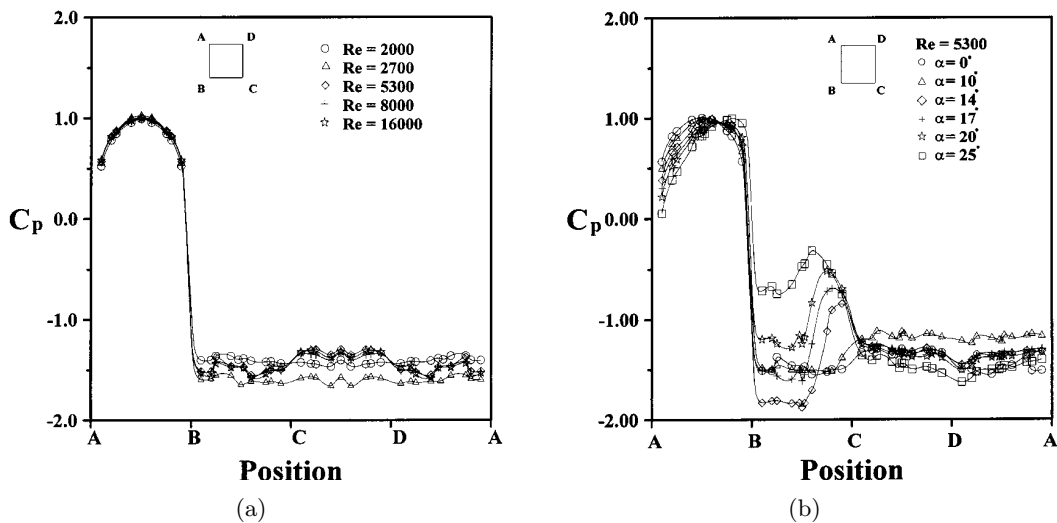 2.0
1.0
0.0
-1.0
-2.0
Cp
A D
B C
Re = 2000
Re = 2700
Re = 5300
Re = 8000
Re = 16000
A B C D A
Position
(a)
2.00
1.00
0.00
-1.00
-2.00
Cp
A D
B C
Re = 5300
α = 0°
α = 10°
α = 14°
α = 17°
α = 20°
α = 25°
A B C D A
Position
(b)